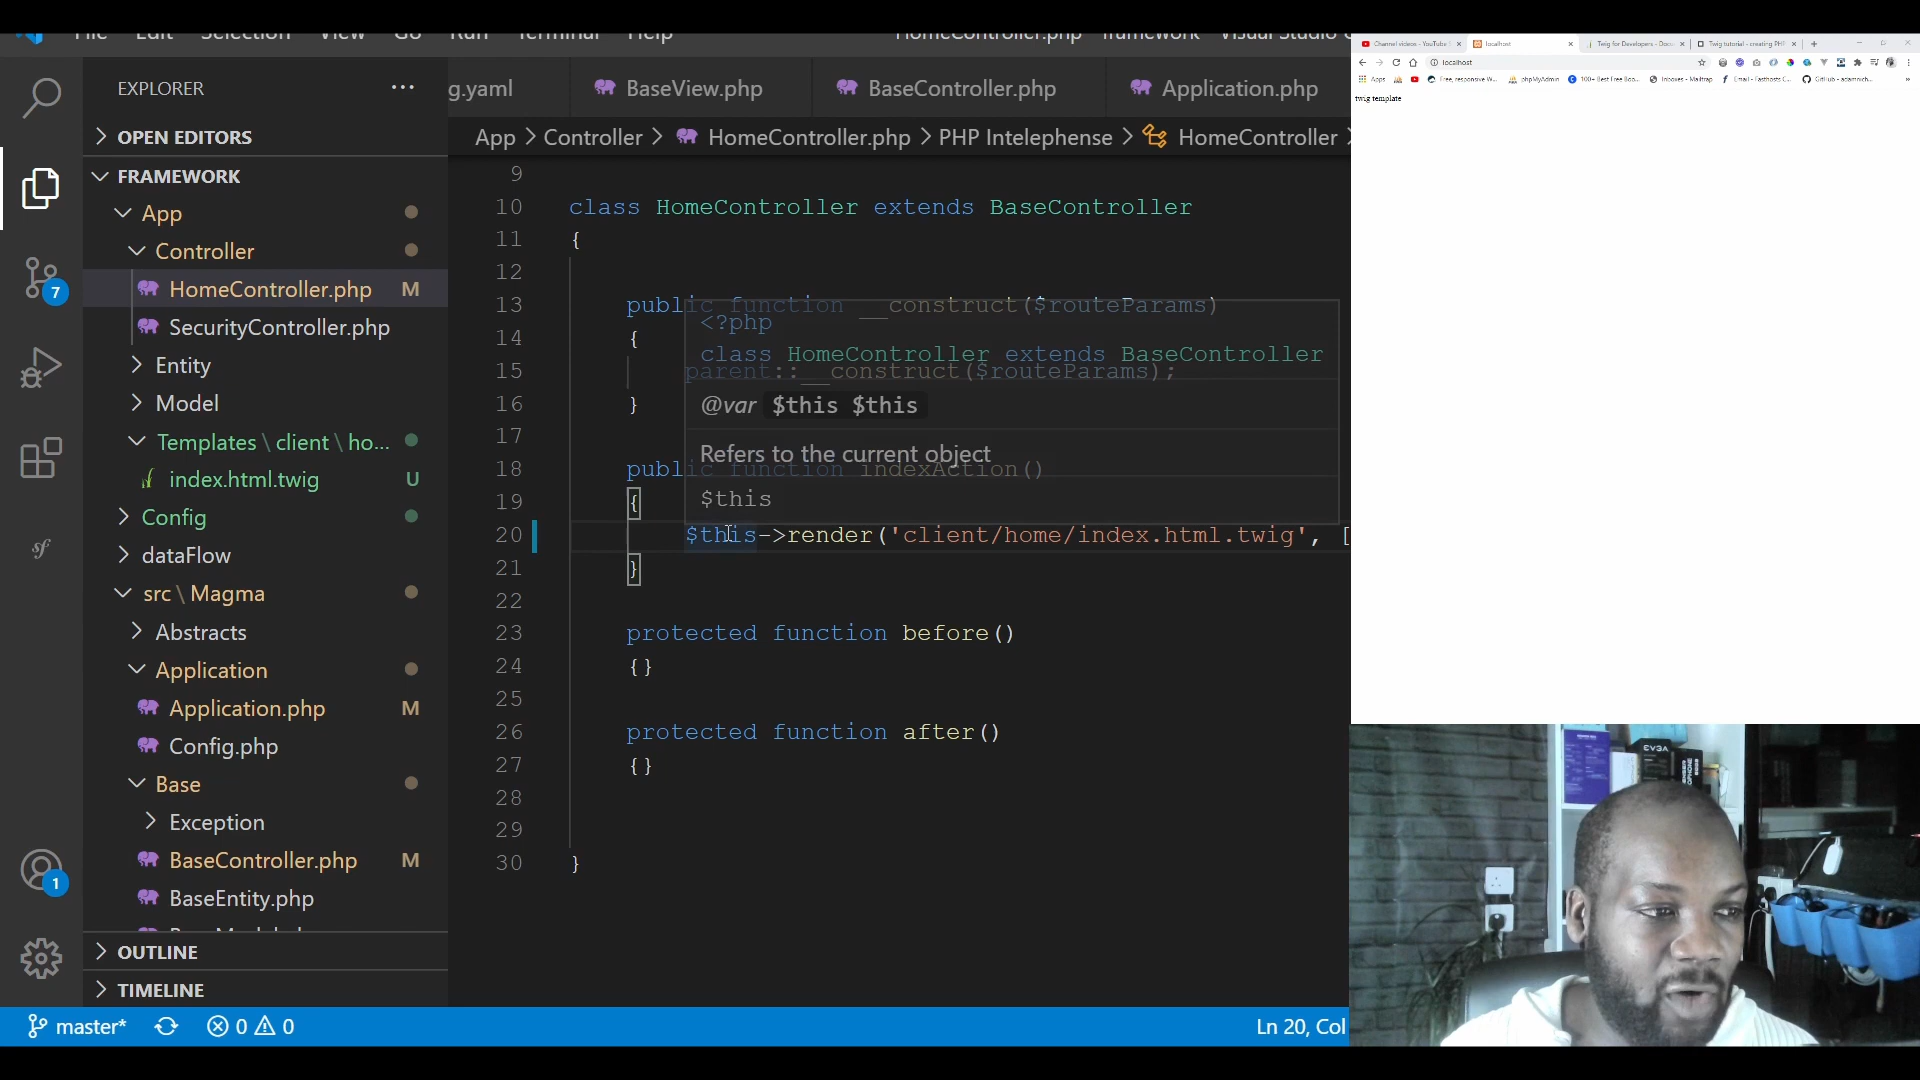 File Edit Selection View Go Run Terminal Help HomeController.php framework Visual Studio C
EXPLORER ...
OPEN EDITORS
FRAMEWORK
App
Controller
HomeController.php M
SecurityController.php
Entity
Model
Templates \ client \ ho...
index.html.twig U
Config
dataFlow
src \ Magma
Abstracts
Application
Application.php M
Config.php
Base
Exception
BaseController.php M
BaseEntity.php
OUTLINE
TIMELINE
7
1
sf
g.yaml BaseView.php BaseController.php Application.php
App > Controller > HomeController.php > PHP Intelephense > HomeController >
9
10 class HomeController extends BaseController
11 {
12
13 public function __construct($routeParams)
14 {
15 parent::__construct($routeParams);
16 }
17
18 public function indexAction()
19 {
20 $this->render('client/home/index.html.twig', [
21 }
22
23 protected function before()
24 {}
25
26 protected function after()
27 {}
28
29
30 }
<?php
class HomeController extends BaseController
@var $this $this
Refers to the current object
$this
master* 0 0 Ln 20, Col
Channel videos - YouTube localhost Twig for Developers - Docu Twig tutorial - creating PH
localhost
Apps Free, responsive W... phpMyAdmin 100+ Best Free Boo... Inboxes - Mailtrap Email - Fasthosts C... GitHub - adamnich...
twig template
EVGA